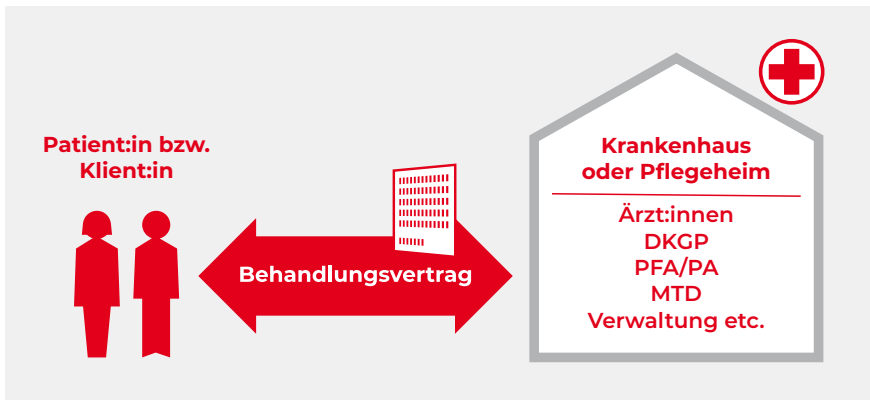 Patient:in bzw.
Klient:in
Behandlungsvertrag
Krankenhaus
oder Pflegeheim
Ärzt:innen
DKGP
PFA/PA
MTD
Verwaltung etc.